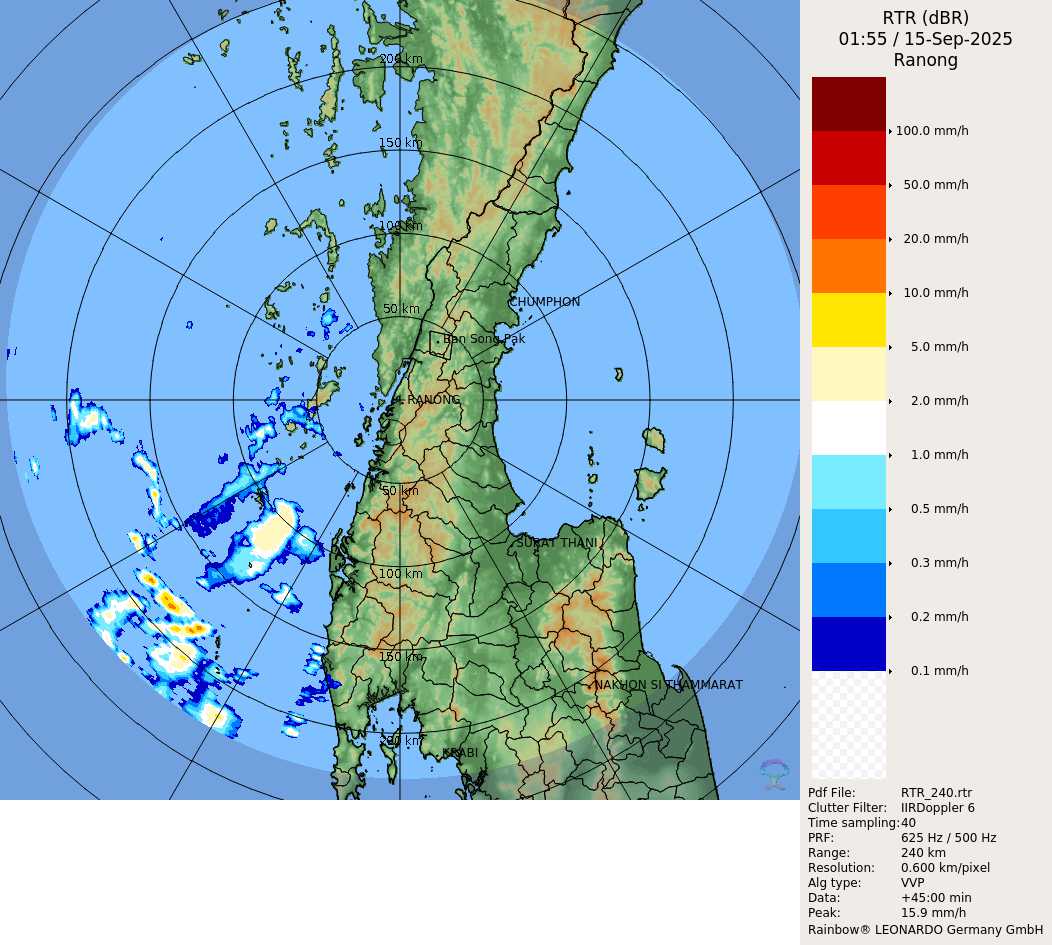 RTR (dBR)
01:55 / 15-Sep-2025
Ranong
100.0 mm/h
50.0 mm/h
20.0 mm/h
10.0 mm/h
5.0 mm/h
2.0 mm/h
1.0 mm/h
0.5 mm/h
0.3 mm/h
0.2 mm/h
0.1 mm/h
Pdf File: RTR_240.rtr
Clutter Filter: IIRDoppler 6
Time sampling: 40
PRF: 625 Hz / 500 Hz
Range: 240 km
Resolution: 0.600 km/pixel
Alg type: VVP
Data: +45:00 min
Peak: 15.9 mm/h
Rainbow® LEONARDO Germany GmbH
200 km
150 km
100 km
CHUMPHON
50 km
Ban Song Pak
RANONG
50 km
SURAT THANI
100 km
150 km
NAKHON SI THAMMARAT
200 km
KRABI